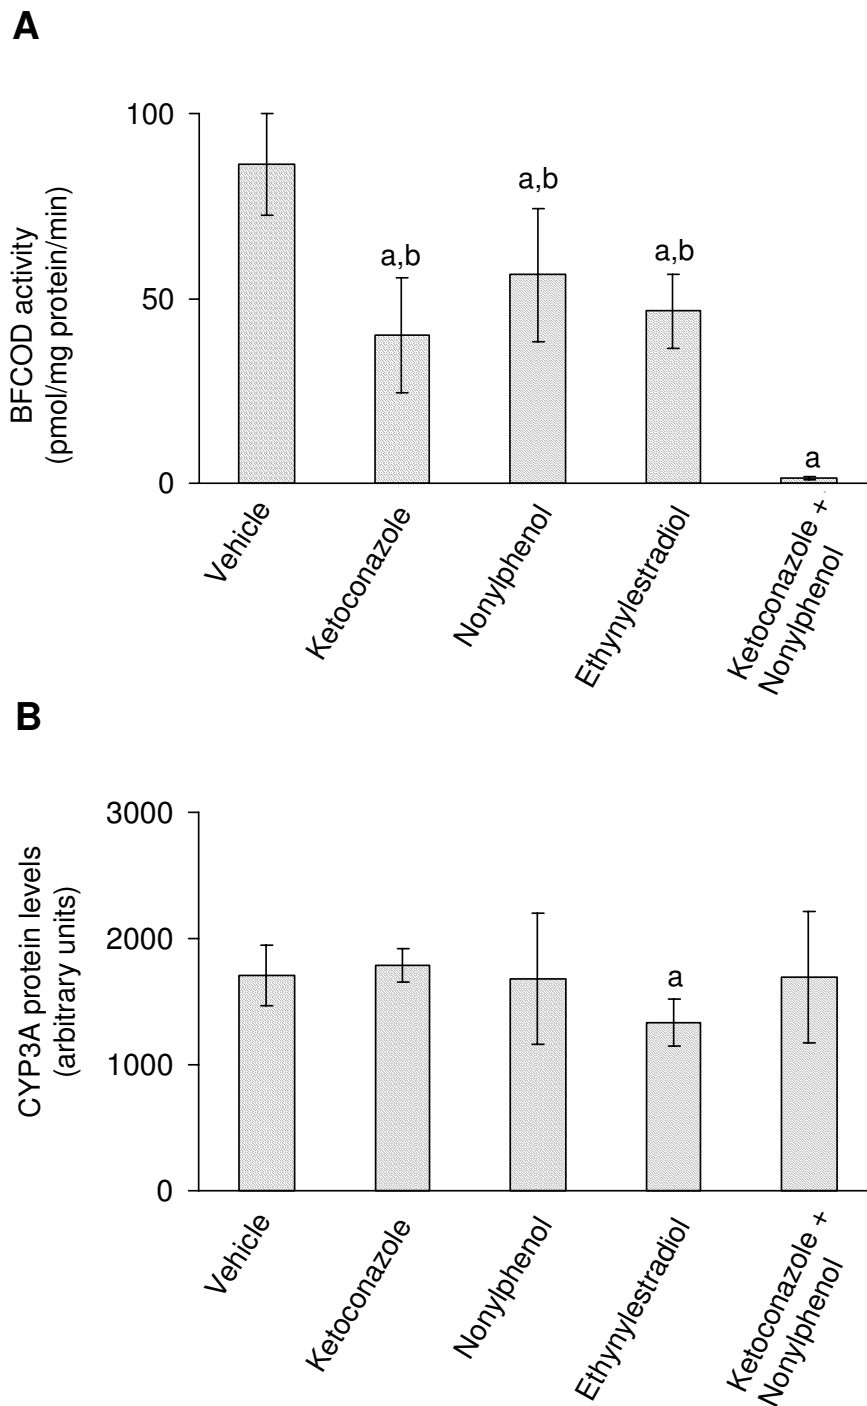 A
BFCOD activity
(pmol/mg protein/min)
100
50
0
a,b
a,b
a,b
a
Vehicle
Ketoconazole
Nonylphenol
Ethynylestradiol
Ketoconazole +
Nonylphenol
B
CYP3A protein levels
(arbitrary units)
3000
2000
1000
0
a
Vehicle
Ketoconazole
Nonylphenol
Ethynylestradiol
Ketoconazole +
Nonylphenol